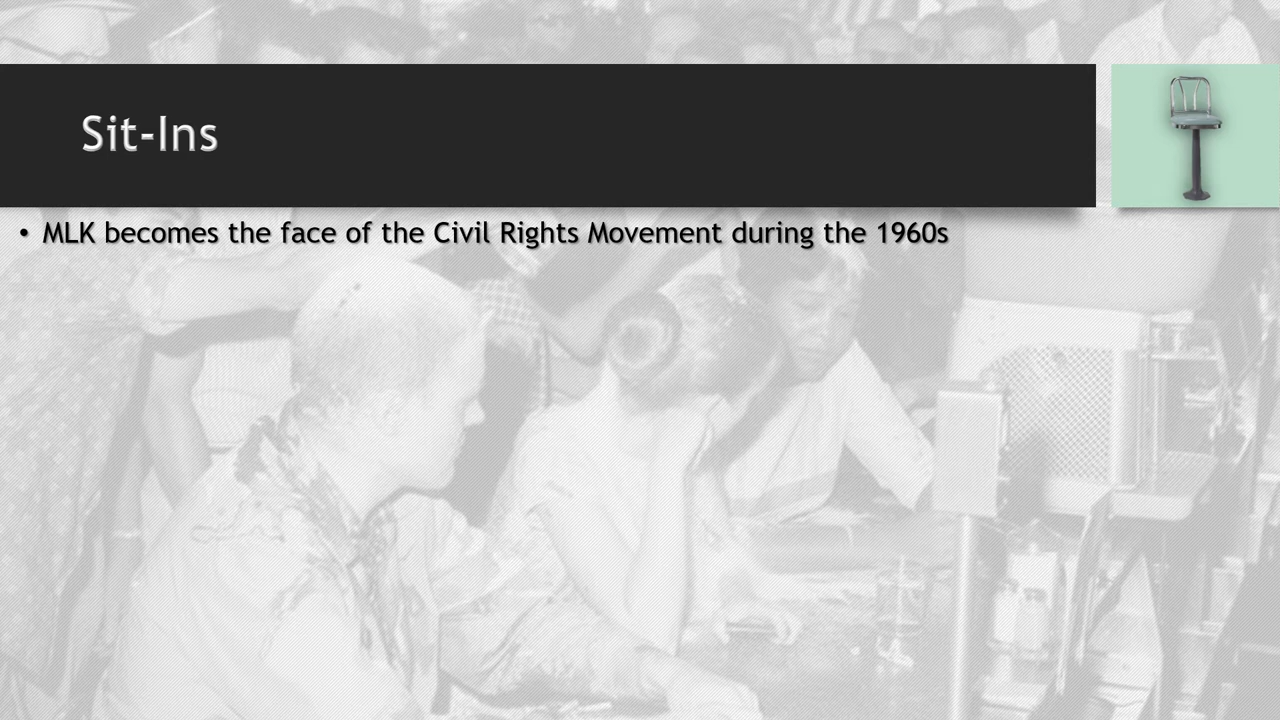 Sit-Ins
• MLK becomes the face of the Civil Rights Movement during the 1960s